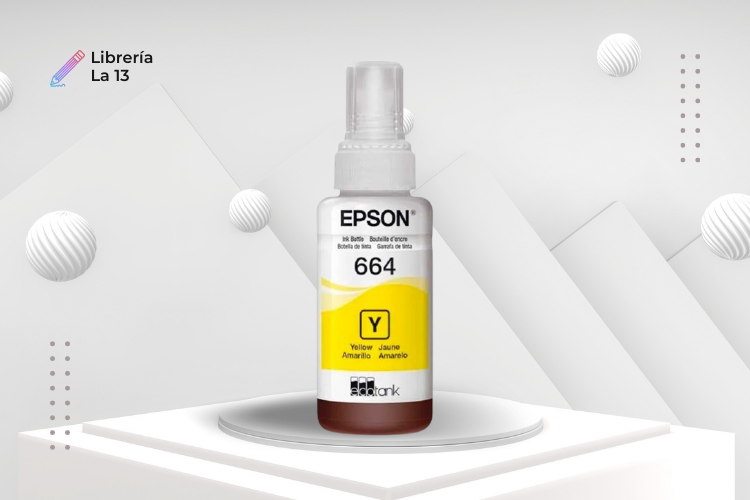 Librería
La 13
EPSON®
Ink Bottle Bouteille d'encre
Botella de tinta Garrafa de tinta
664
Y
Yellow Jaune
Amarillo Amarelo
ecotank